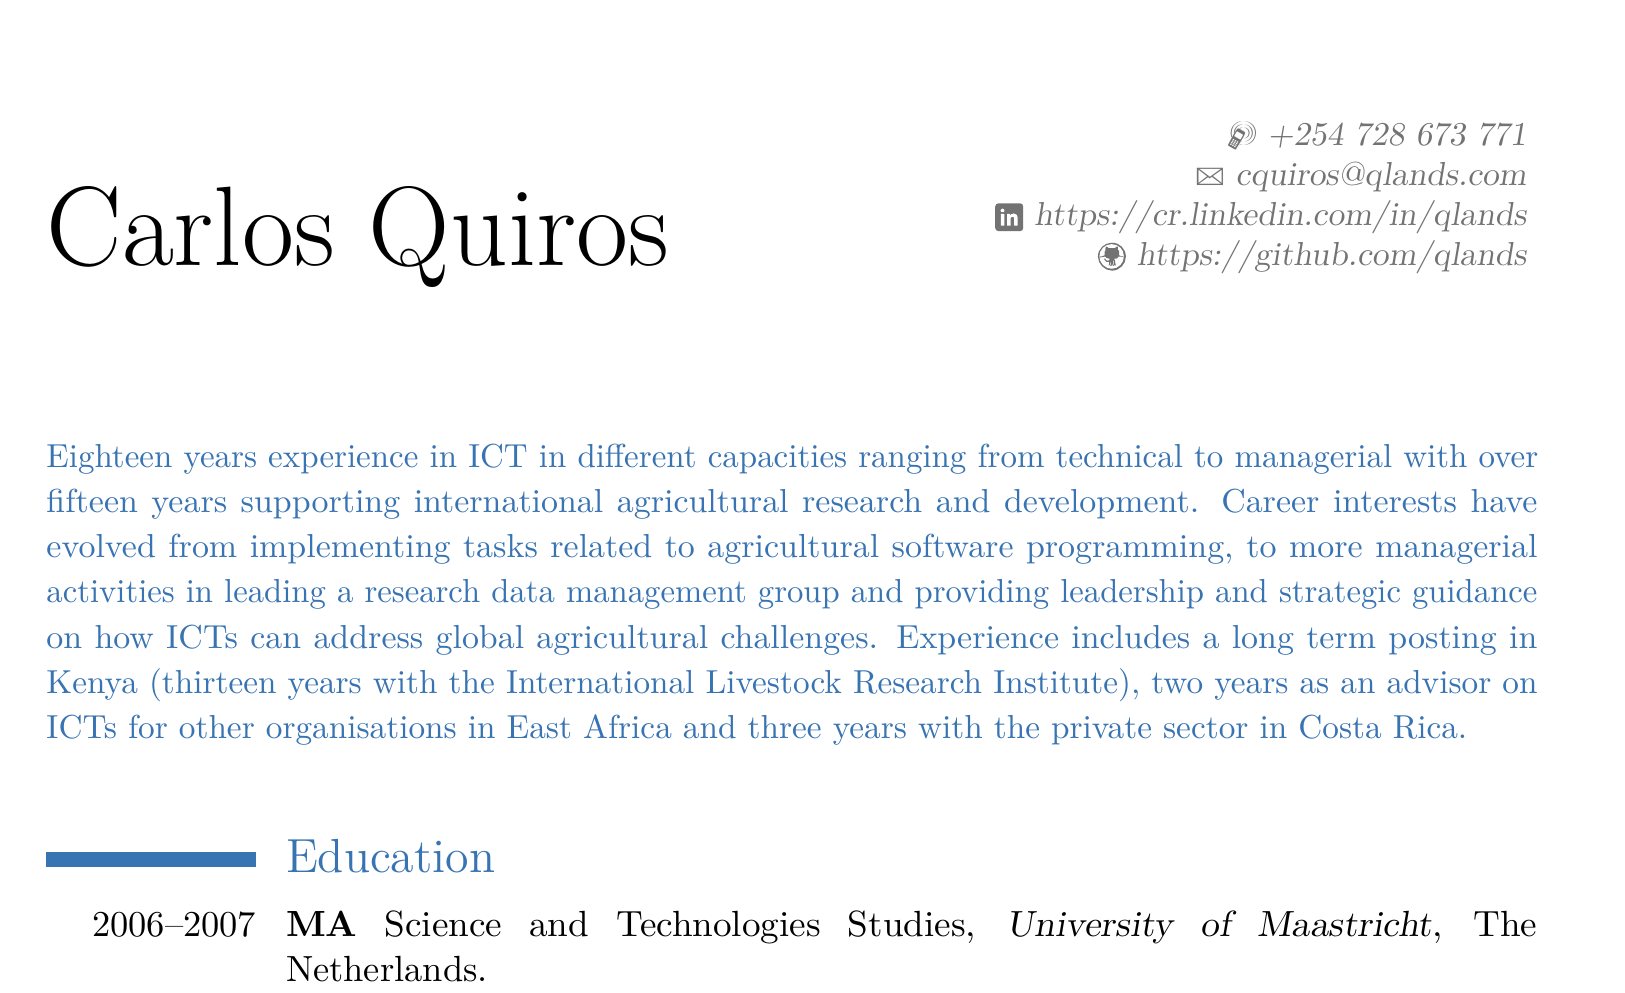 Carlos Quiros
+254 728 673 771
cquiros@qlands.com
https://cr.linkedin.com/in/qlands
https://github.com/qlands
Eighteen years experience in ICT in different capacities ranging from technical to managerial with over
fifteen years supporting international agricultural research and development. Career interests have
evolved from implementing tasks related to agricultural software programming, to more managerial
activities in leading a research data management group and providing leadership and strategic guidance
on how ICTs can address global agricultural challenges. Experience includes a long term posting in
Kenya (thirteen years with the International Livestock Research Institute), two years as an advisor on
ICTs for other organisations in East Africa and three years with the private sector in Costa Rica.
Education
2006–2007 MA Science and Technologies Studies, University of Maastricht, The
Netherlands.